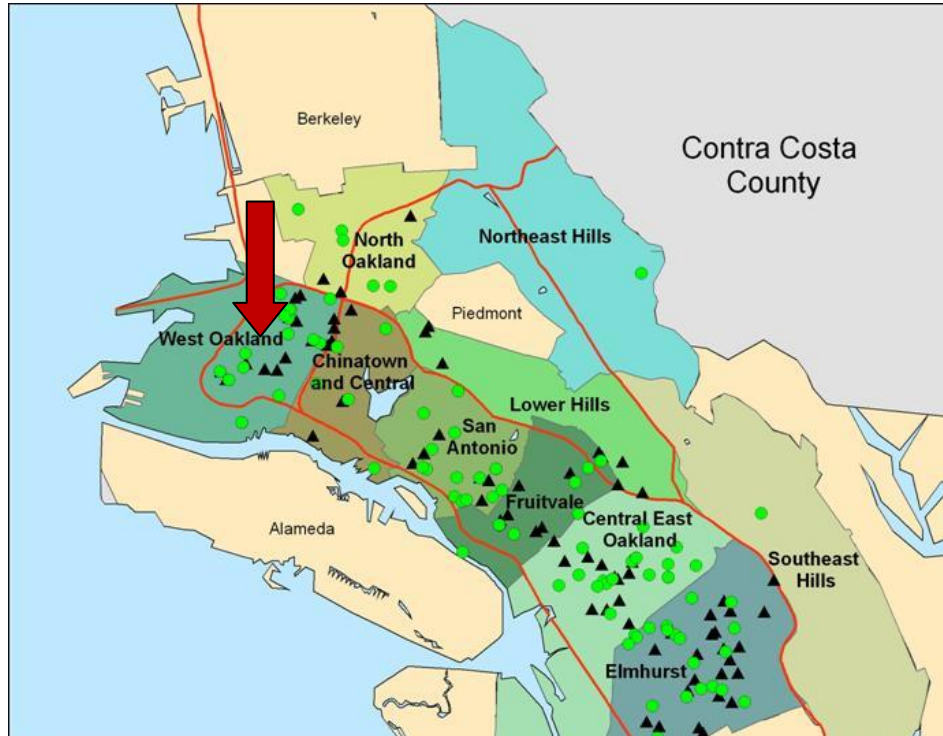 Berkeley
Contra Costa
County
North
Oakland
Northeast Hills
Piedmont
West Oakland
Chinatown
and Central
Lower Hills
San
Antonio
Fruitvale
Central East
Oakland
Alameda
Southeast
Hills
Elmhurst